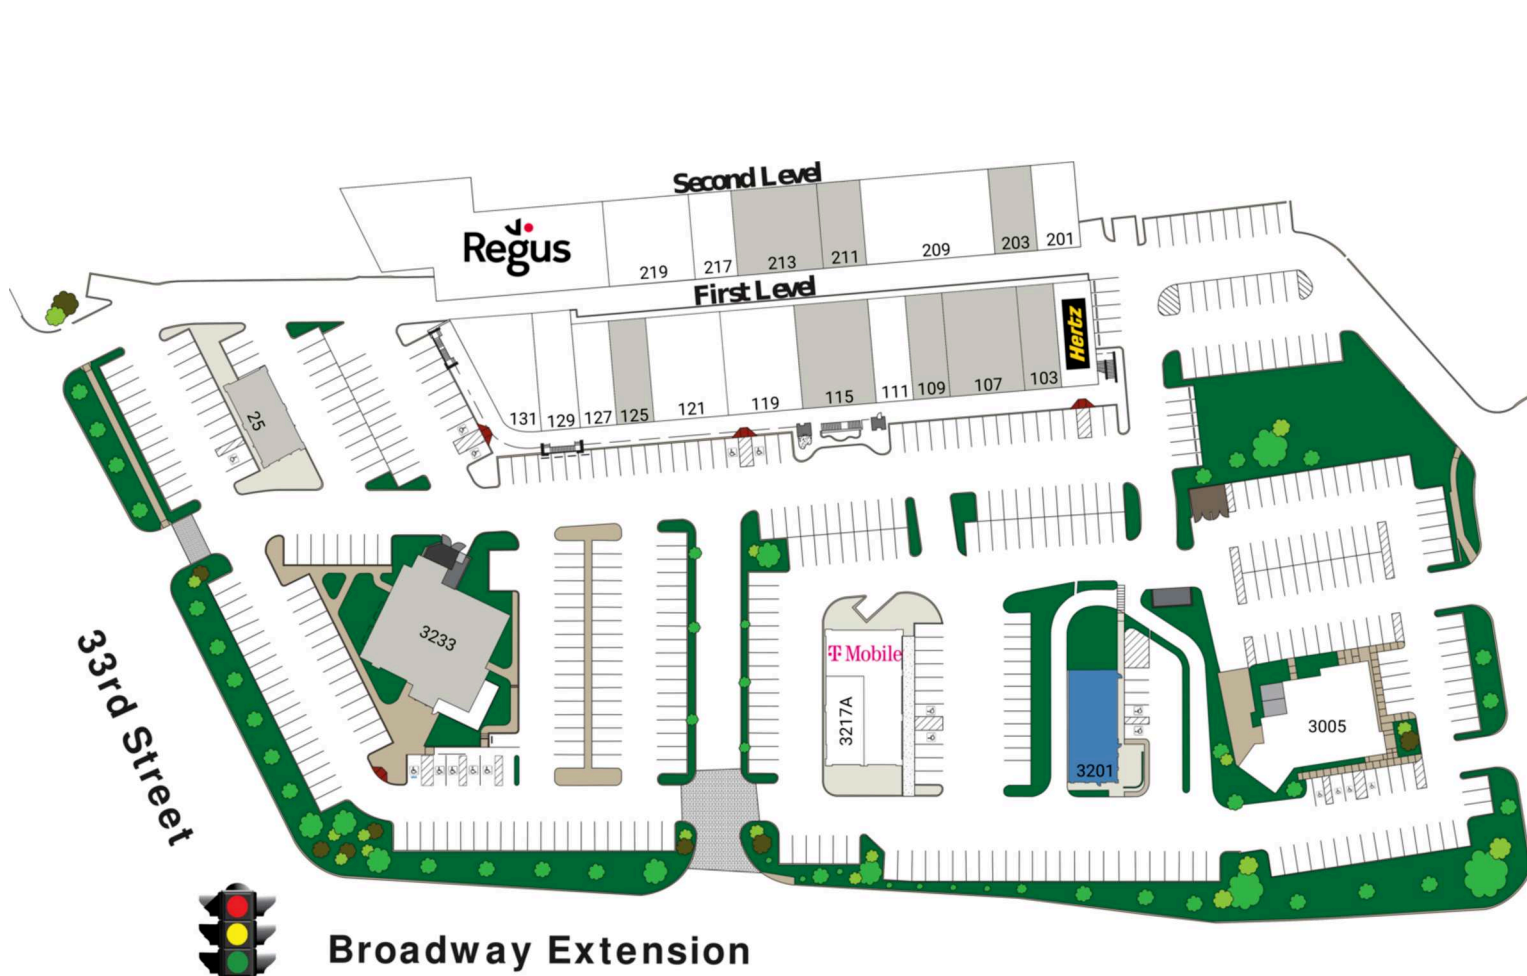 Second Level
Regus
219
217
213
211
209
203
201
First Level
Hertz
131
129
127
125
121
119
115
111
109
107
103
25
3233
T Mobile
3217A
3201
3005
33rd Street
Broadway Extension